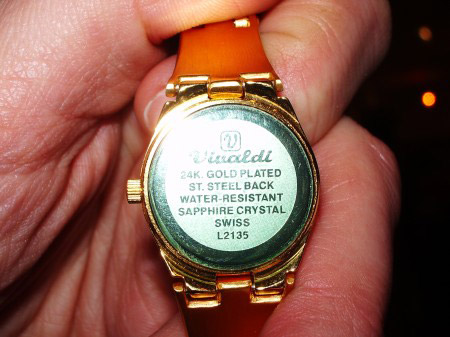 V
Vivaldi
24K. GOLD PLATED
ST. STEEL BACK
WATER-RESISTANT
SAPPHIRE CRYSTAL
SWISS
L2135